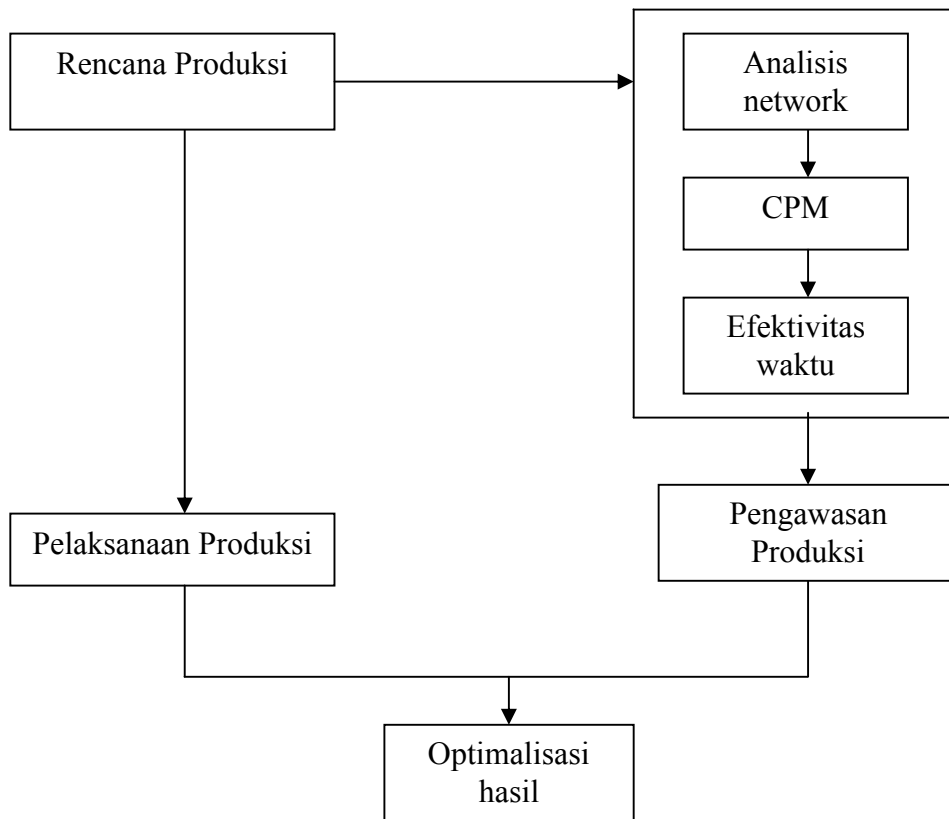 Rencana Produksi
Analisis
network
CPM
Efektivitas
waktu
Pelaksanaan Produksi
Pengawasan
Produksi
Optimalisasi
hasil